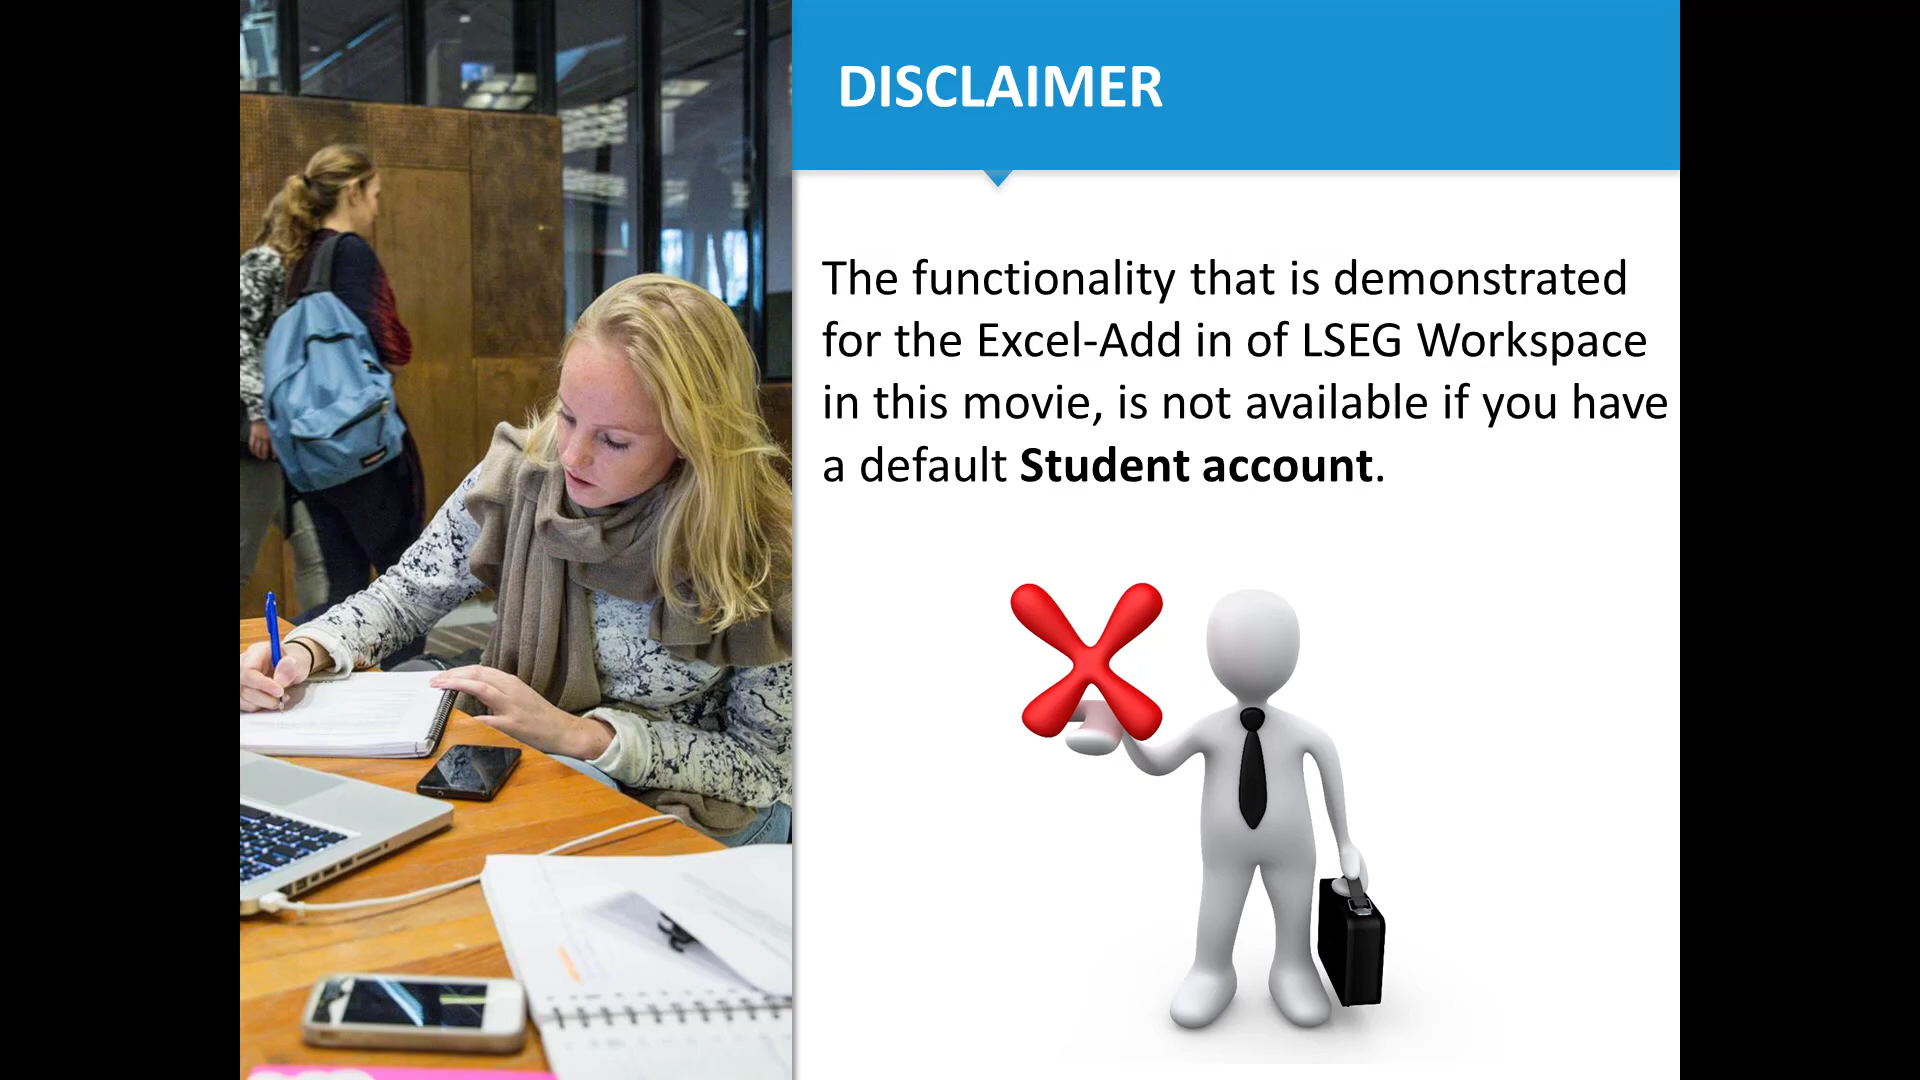 DISCLAIMER
The functionality that is demonstrated
for the Excel-Add in of LSEG Workspace
in this movie, is not available if you have
a default Student account.